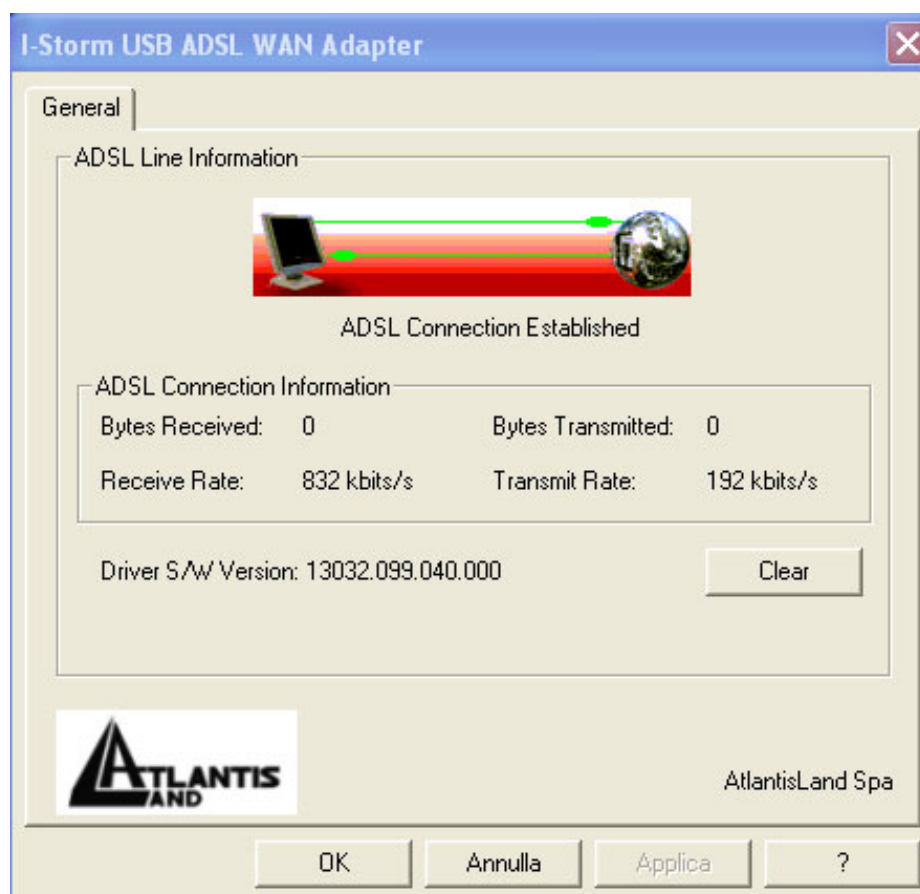 I-Storm USB ADSL WAN Adapter
General
ADSL Line Information
ADSL Connection Established
ADSL Connection Information
Bytes Received: 0 Bytes Transmitted: 0
Receive Rate: 832 kbits/s Transmit Rate: 192 kbits/s
Driver S/W Version: 13032.099.040.000 Clear
ATLANTIS
LAND
AtlantisLand Spa
OK Annulla Applica ?